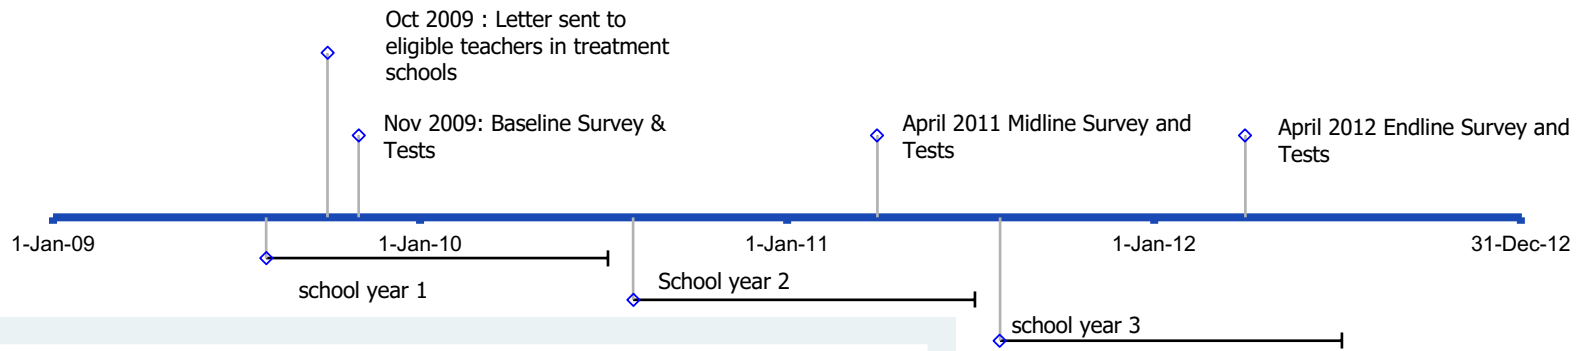 Oct 2009 : Letter sent to
eligible teachers in treatment
schools
Nov 2009: Baseline Survey &
Tests
April 2011 Midline Survey and
Tests
April 2012 Endline Survey and
Tests
1-Jan-09
1-Jan-10
1-Jan-11
1-Jan-12
31-Dec-12
school year 1
School year 2
school year 3